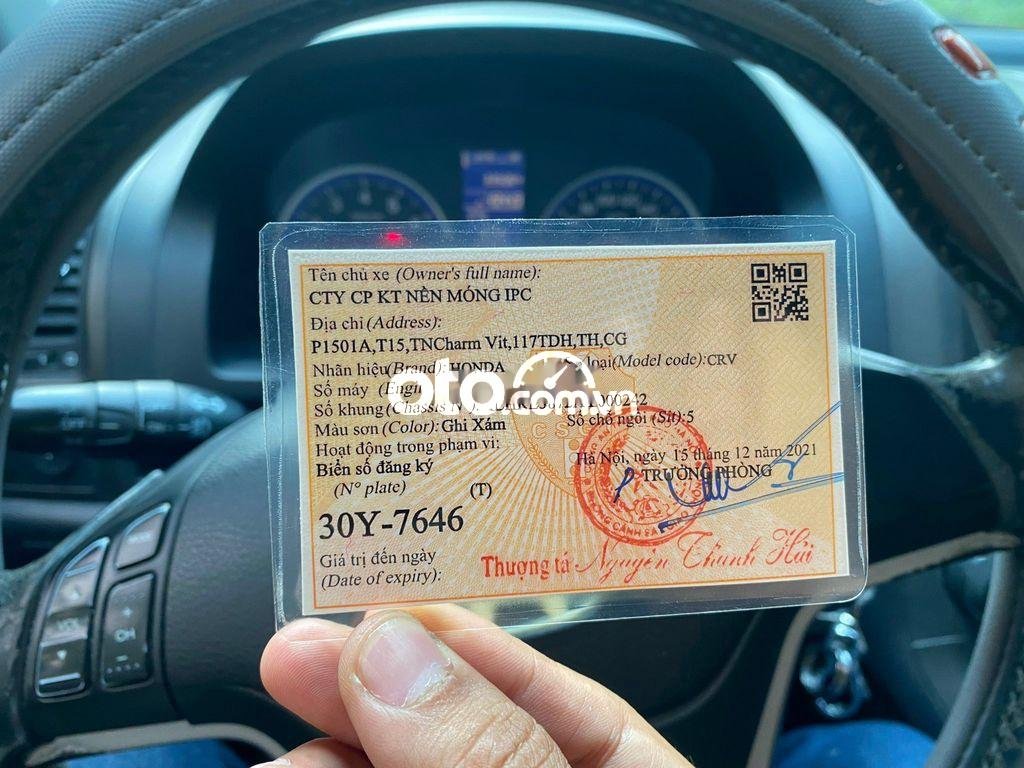 Tên chủ xe (Owner's full name):
CTY CP KT NỀN MÓNG IPC
Địa chỉ (Address):
P1501A,T15,TNCharm Vit,117TDH,TH,CG
Nhãn hiệu(Brand): HONDA loại(Model code): CRV
Số máy (Engin
Số khung (Chassis N 000242
Màu sơn (Color): Ghi Xám Số chỗ ngồi (Sit): 5
Hoạt động trong phạm vi:
Hà Nội, ngày 15 tháng 12 năm 2021
Biển số đăng ký
TRƯỞNG PHÒNG
(N° plate) (T)
30Y-7646
Giá trị đến ngày
(Date of expiry):
Thượng tá Nguyễn Thanh Hải
oto.com.vn
CH